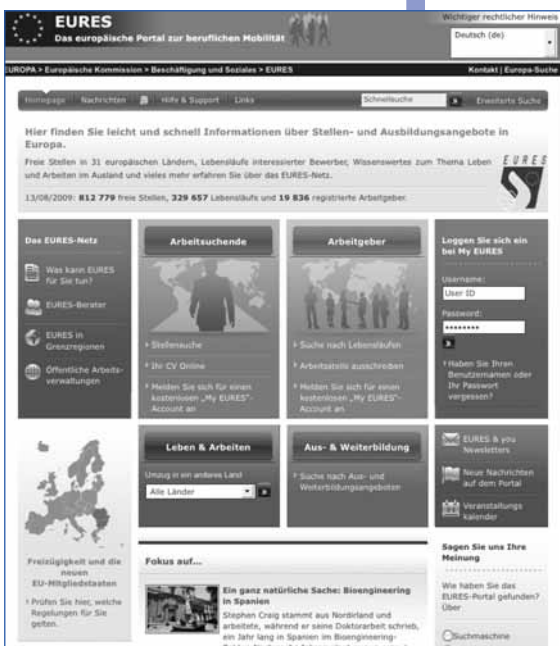 EURES
Das europäische Portal zur beruflichen Mobilität
Wichtiger rechtlicher Hinweis
Deutsch (de)
EUROPA > Europäische Kommission > Beschäftigung und Soziales > EURES
Kontakt | Europa-Suche
Homepage Nachrichten Hilfe & Support Links
Schnellsuche
Erweiterte Suche
Hier finden Sie leicht und schnell Informationen über Stellen- und Ausbildungsangebote in
Europa.
Freie Stellen in 31 europäischen Ländern, Lebensläufe interessierter Bewerber, Wissenswertes zum Thema Leben
und Arbeiten im Ausland und vieles mehr erfahren Sie über das EURES-Netz.
EURES
13/08/2009: 812 779 freie Stellen, 329 657 Lebensläufe und 19 836 registrierte Arbeitgeber.
Das EURES-Netz
Was kann EURES
für Sie tun?
EURES-Berater
EURES in
Grenzregionen
Öffentliche Arbeits-
verwaltungen
Arbeitsuchende
Stellensuche
Ihr CV Online
Melden Sie sich für einen
kostenlosen „My EURES“-
Account an
Arbeitgeber
Suche nach Lebensläufen
Arbeitsstelle ausschreiben
Melden Sie sich für einen
kostenlosen „My EURES“-
Account an
Loggen Sie sich ein
bei My EURES
Username:
User ID
Password:
Haben Sie Ihren
Benutzernamen oder
Ihr Passwort
vergessen?
Leben & Arbeiten
Umzug in ein anderes Land
Alle Länder
Aus- & Weiterbildung
Suche nach Aus- und
Weiterbildungsangeboten
EURES & you
Newsletters
Neue Nachrichten
auf dem Portal
Veranstaltungs
kalender
Freizügigkeit und die
neuen
EU-Mitgliedstaaten
Prüfen Sie hier, welche
Regelungen für Sie
gelten.
Fokus auf...
Ein ganz natürliche Sache: Bioengineering
in Spanien
Stephen Craig stammt aus Nordirland und
arbeitete, während er seine Doktorarbeit schrieb,
ein Jahr lang in Spanien im Bioengineering-
Sagen Sie uns Ihre
Meinung
Wie haben Sie das
EURES-Portal gefunden?
Über
Suchmaschine